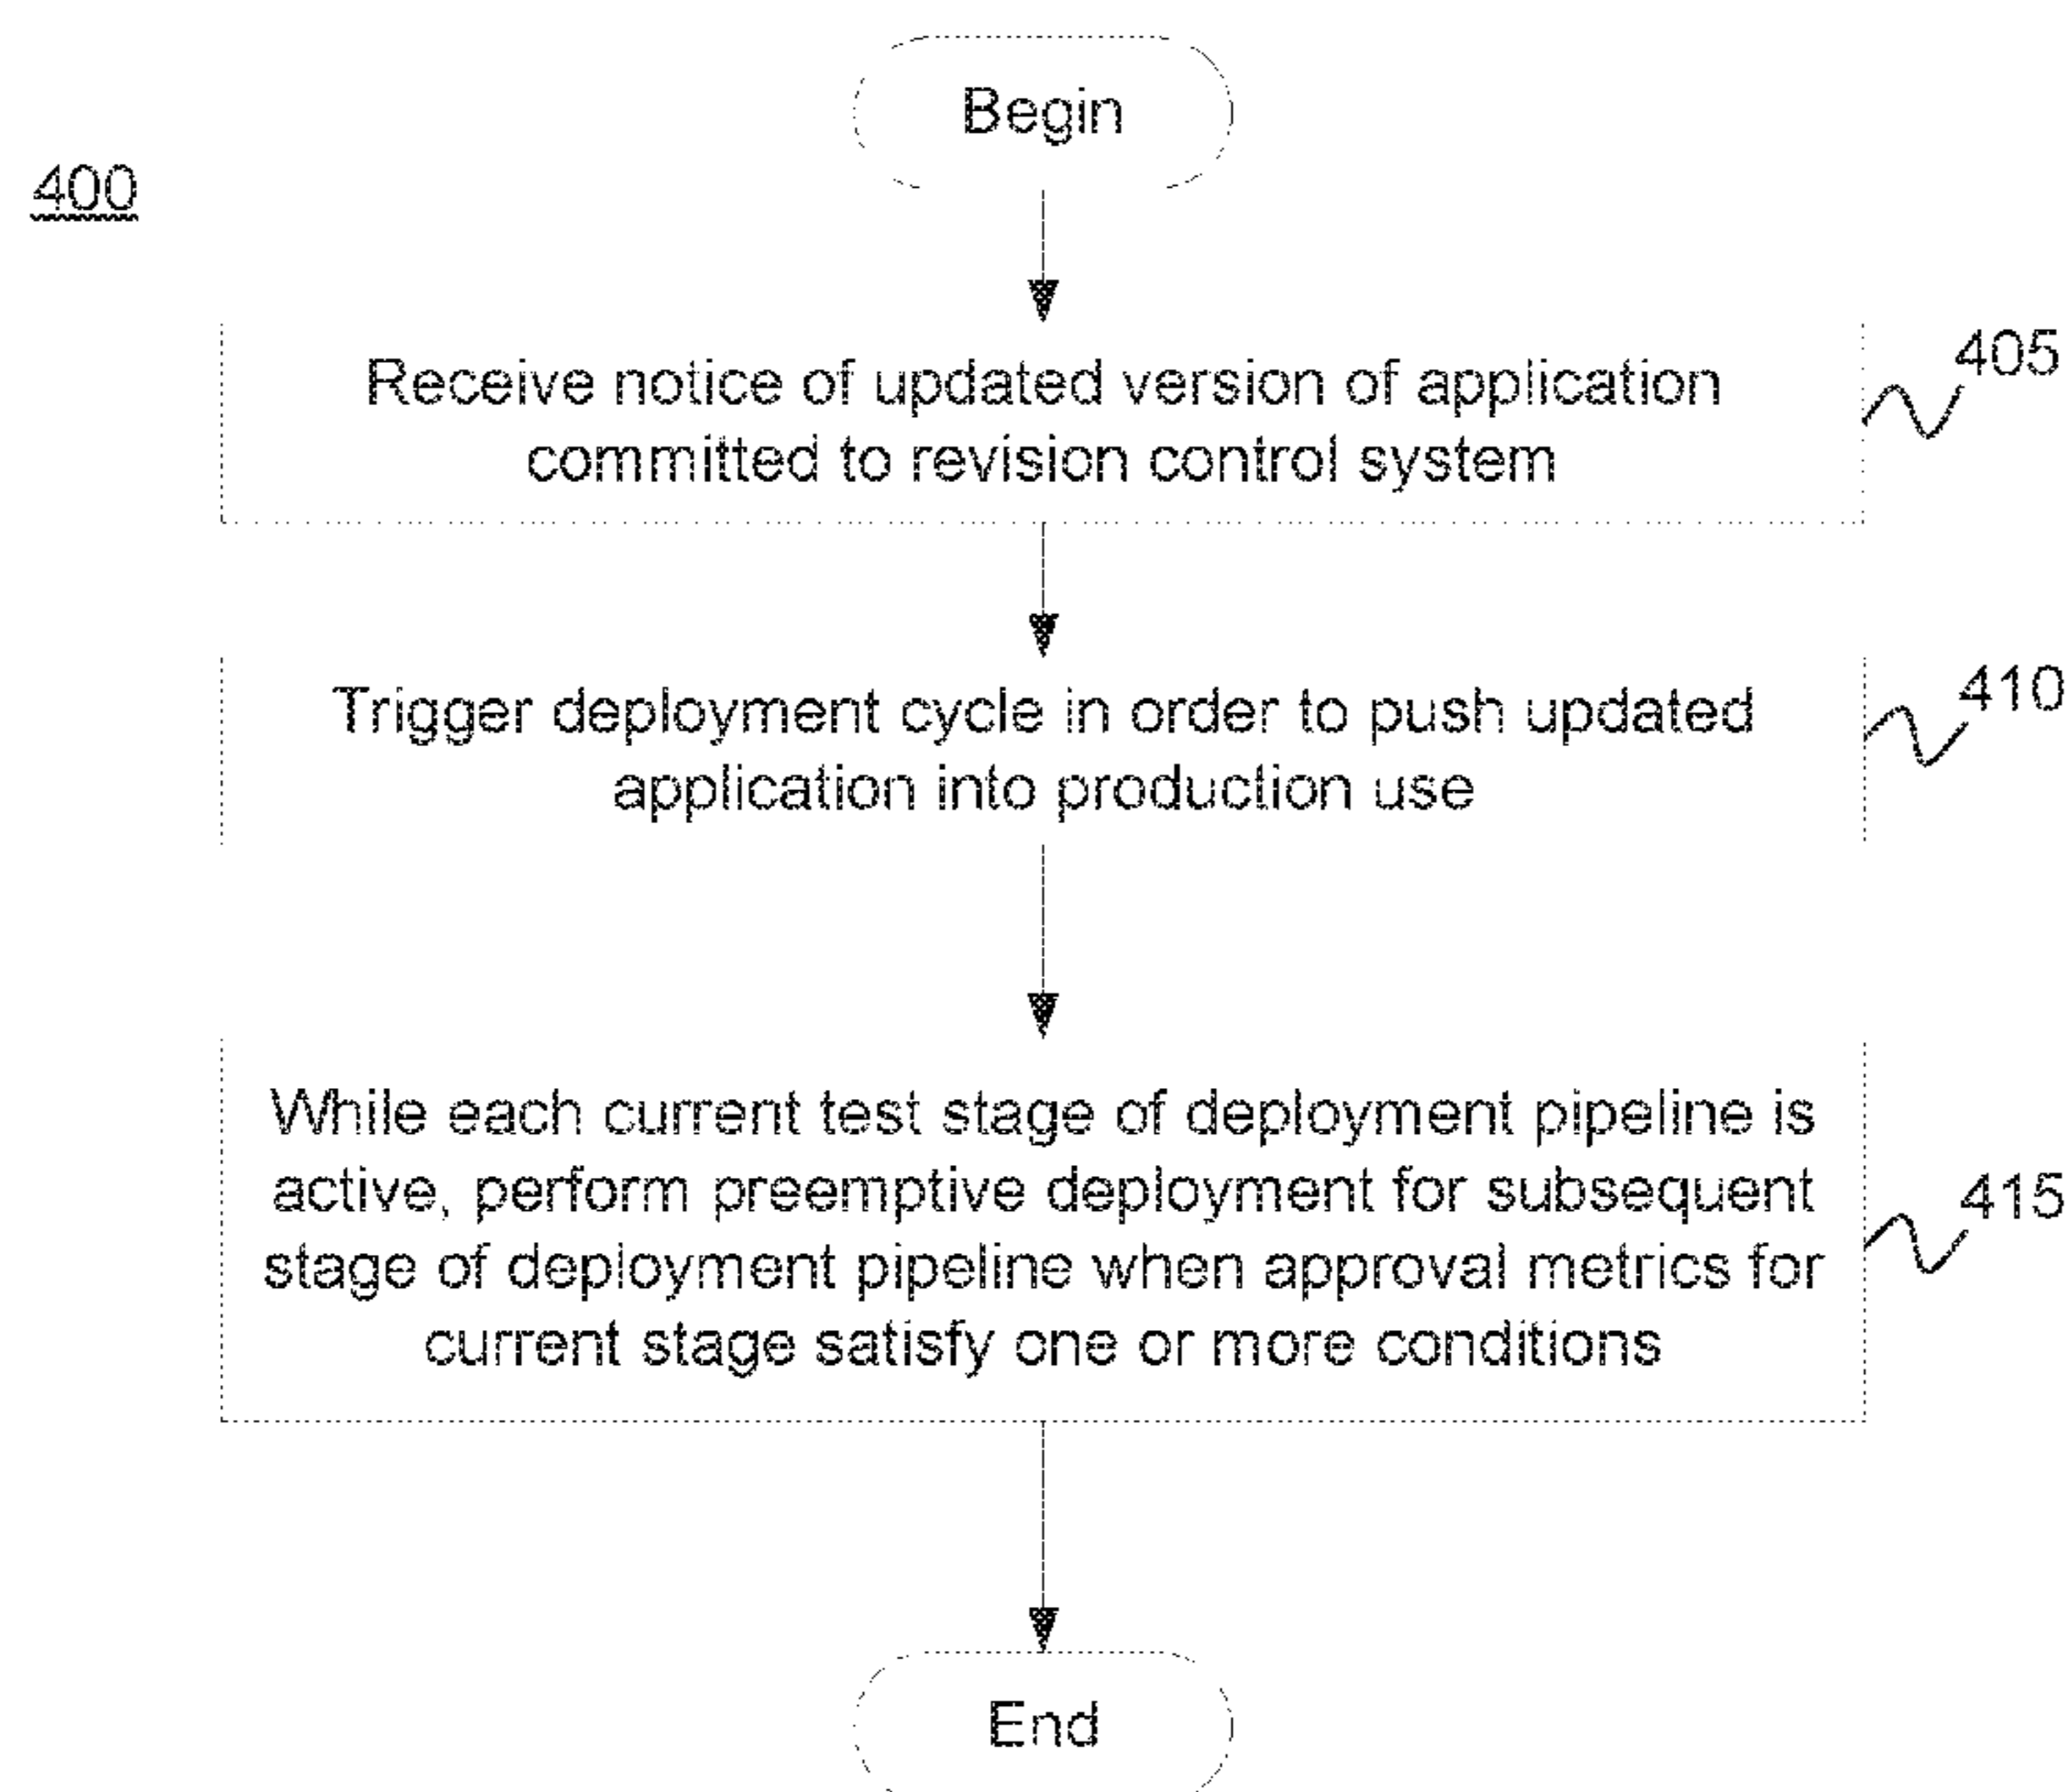 Begin
400
Receive notice of updated version of application
committed to revision control system
405
Trigger deployment cycle in order to push updated
application into production use
410
While each current test stage of deployment pipeline is
active, perform preemptive deployment for subsequent
stage of deployment pipeline when approval metrics for
current stage satisfy one or more conditions
415
End